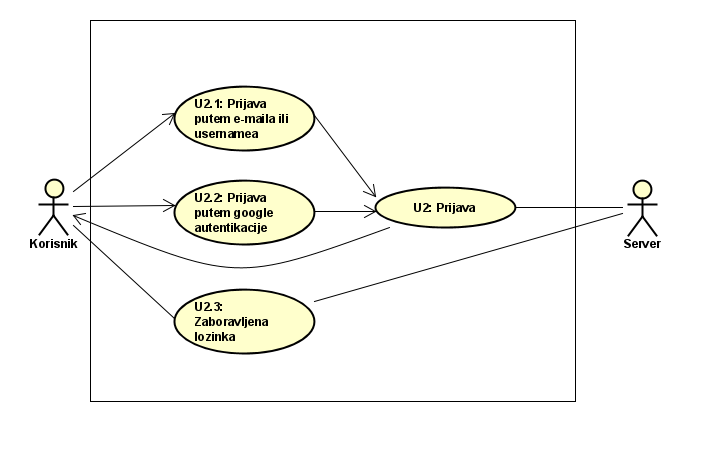 U2.1: Prijava
putem e-maila ili
usernamea
U2.2: Prijava
putem google
autentikacije
U2: Prijava
Korisnik
Server
U2.3:
Zaboravljena
lozinka